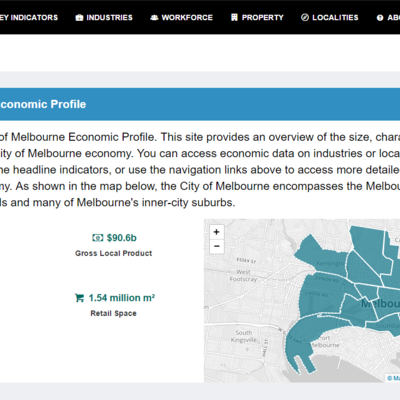 EY INDICATORS INDUSTRIES WORKFORCE PROPERTY LOCALITIES ABO
conomic Profile
of Melbourne Economic Profile. This site provides an overview of the size, chara
ity of Melbourne economy. You can access economic data on industries or loca
he headline indicators, or use the navigation links above to access more detaile
my. As shown in the map below, the City of Melbourne encompasses the Melbou
ds and many of Melbourne's inner-city suburbs.
$90.6b
Gross Local Product
1.54 million m²
Retail Space
+
−
West
Footscray
Kensington
South
Kingsville
Melbou
Port
Melbourne
© Ma